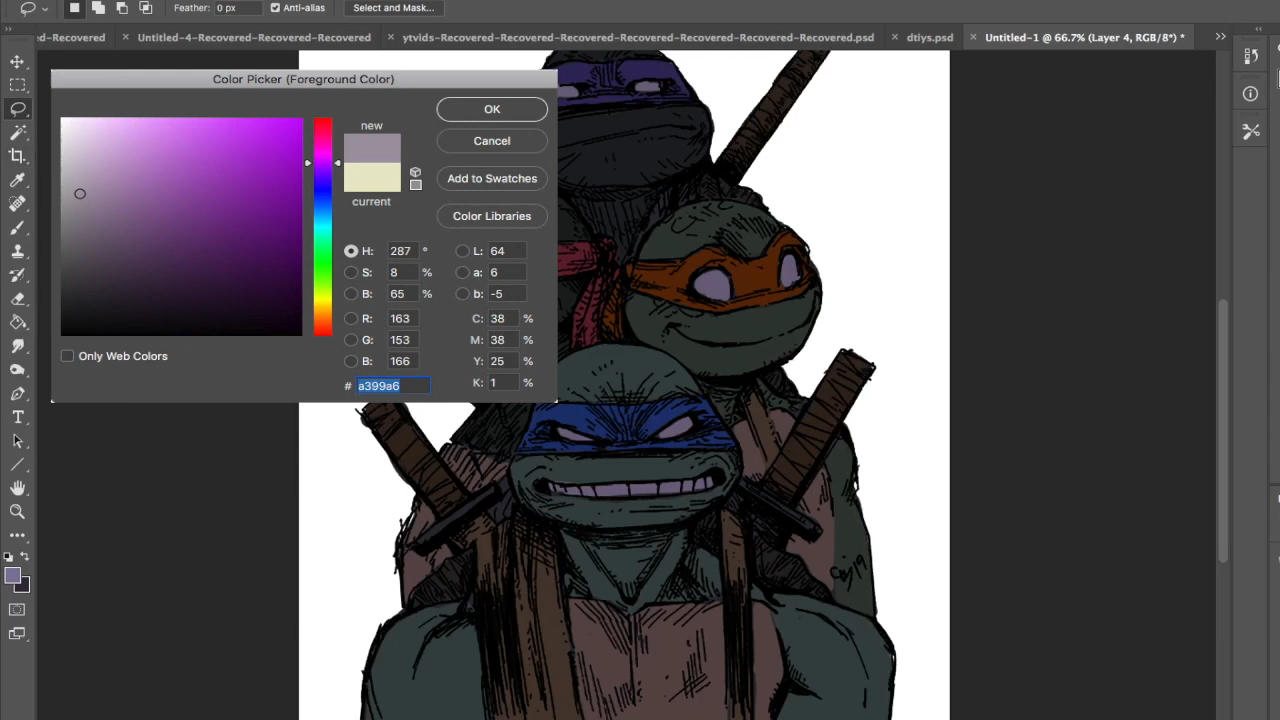 Feather: 0 px Anti-alias Select and Mask...
ed-Recovered × Untitled-4-Recovered-Recovered-Recovered × ytvids-Recovered-Recovered-Recovered-Recovered-Recovered-Recovered.psd × dtiys.psd × Untitled-1 @ 66.7% (Layer 4, RGB/8*) *
Color Picker (Foreground Color)
new
current
OK
Cancel
Add to Swatches
Color Libraries
H: 287 ° L: 64
S: 8 % a: 6
B: 65 % b: -5
R: 163 C: 38 %
G: 153 M: 38 %
B: 166 Y: 25 %
# a399a6 K: 1 %
Only Web Colors